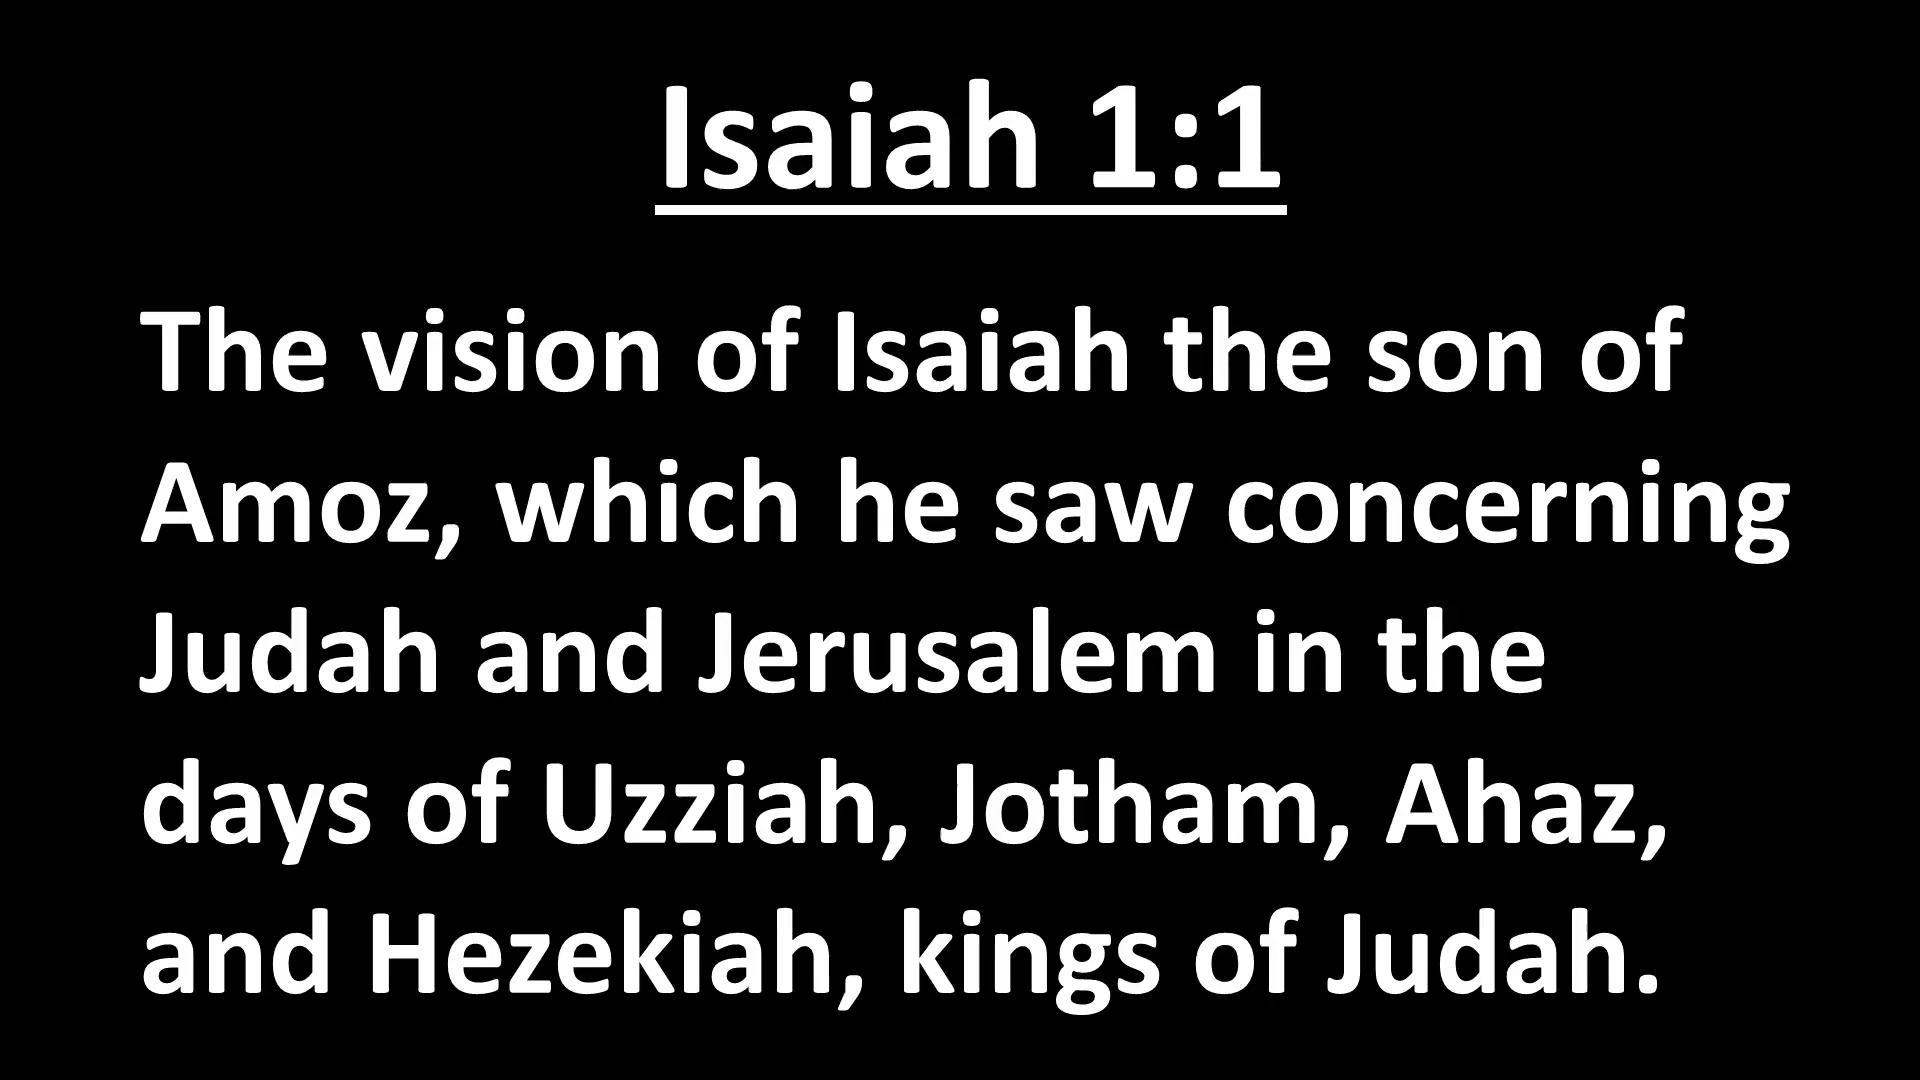 Isaiah 1:1
The vision of Isaiah the son of
Amoz, which he saw concerning
Judah and Jerusalem in the
days of Uzziah, Jotham, Ahaz,
and Hezekiah, kings of Judah.